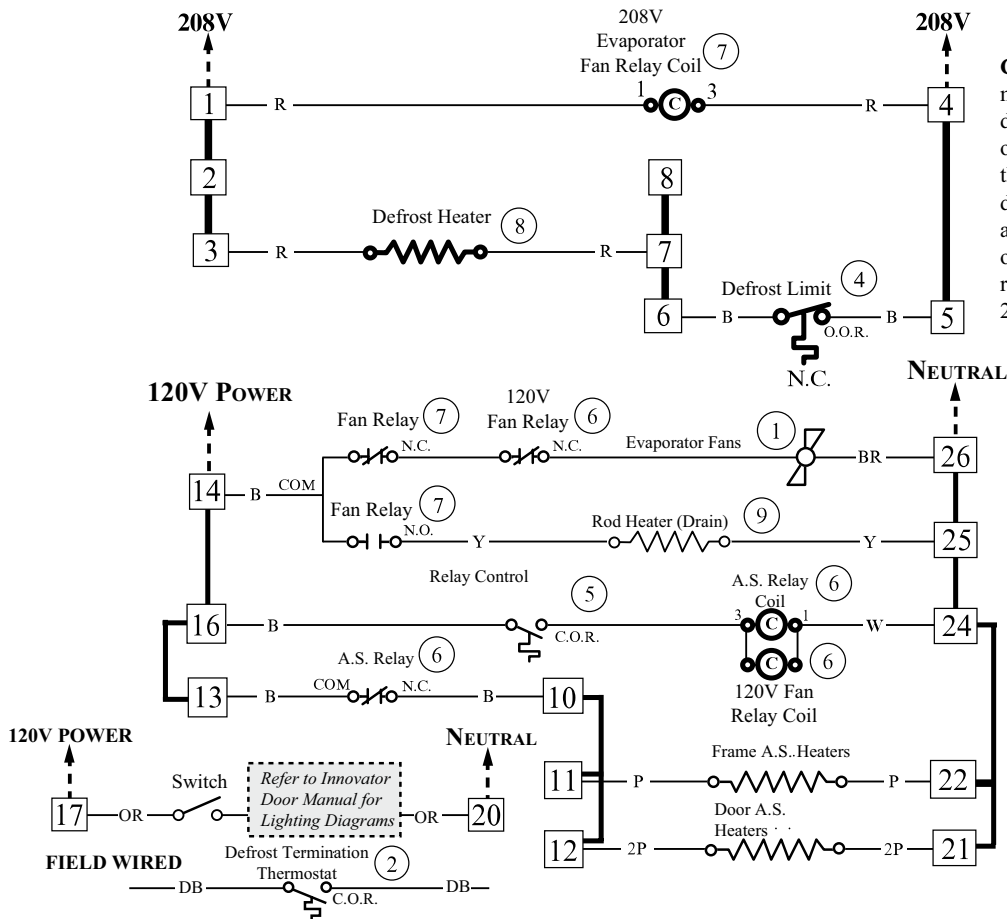 208V
208V
208V
Evaporator
Fan Relay Coil
7
1
3
C
1
R
R
4
2
8
Defrost Heater
8
3
R
R
7
Defrost Limit
4
6
B
B
5
O.O.R.
N.C.
120V POWER
NEUTRAL
Fan Relay
7
N.C.
120V
Fan Relay
6
N.C.
Evaporator Fans
1
BR
26
14
B
COM
Fan Relay
7
N.O.
Y
Rod Heater (Drain)
9
Y
25
Relay Control
5
A.S. Relay
Coil
6
16
B
C.O.R.
3
C
1
W
24
A.S. Relay
6
C
6
13
B
COM
N.C.
B
10
120V Fan
Relay Coil
120V POWER
NEUTRAL
Switch
Refer to Innovator
Door Manual for
Lighting Diagrams
17
OR
OR
20
Frame A.S..Heaters
11
P
P
22
Door A.S.
Heaters
12
2P
2P
21
FIELD WIRED
Defrost Termination
Thermostat
2
DB
DB
C.O.R.